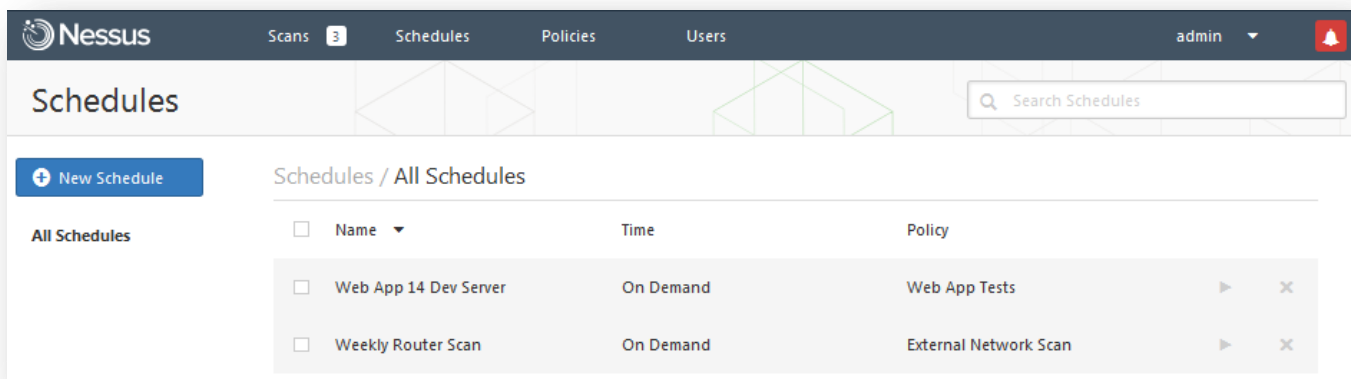 Nessus Scans 3 Schedules Policies Users admin
Schedules Search Schedules
New Schedule Schedules / All Schedules
All Schedules Name Time Policy
Web App 14 Dev Server On Demand Web App Tests
Weekly Router Scan On Demand External Network Scan